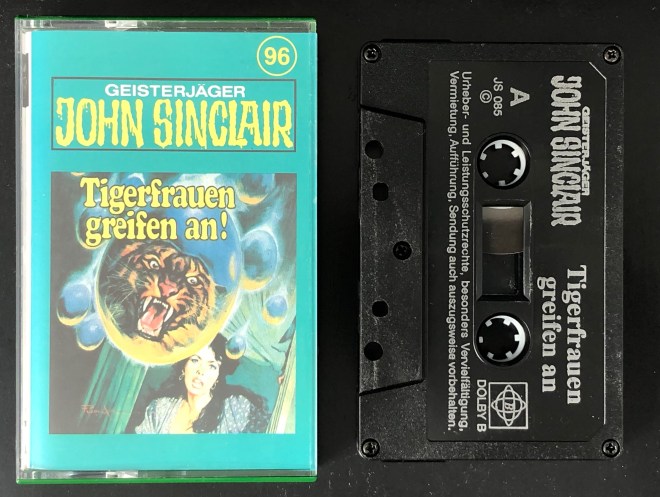 96
GEISTERJÄGER
JOHN SINCLAIR
Tigerfrauen
greifen an!
GEISTERJÄGER
JOHN SINCLAIR
Tigerfrauen
greifen an
A
JS 085
©
B
DOLBY B
Urheber- und Leistungsschutzrechte, besonders Vervielfältigung,
Vermietung, Aufführung, Sendung auch auszugsweise vorbehalten.